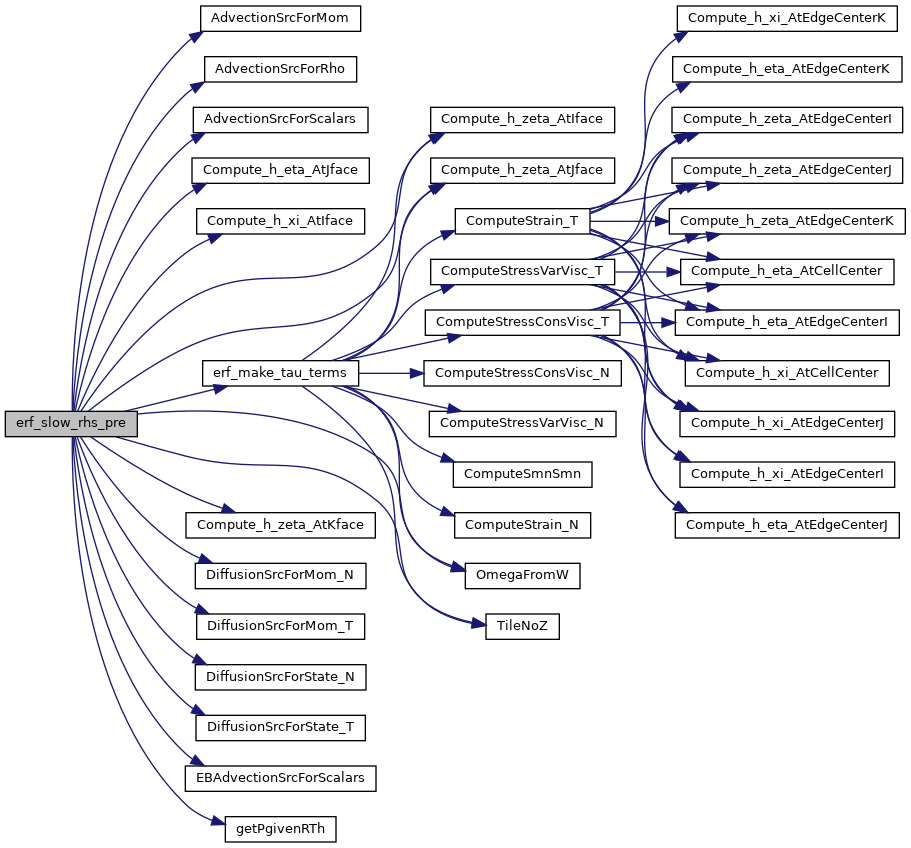 erf_slow_rhs_pre
AdvectionSrcForMom
AdvectionSrcForRho
AdvectionSrcForScalars
Compute_h_eta_AtJface
Compute_h_xi_AtIface
erf_make_tau_terms
Compute_h_zeta_AtKface
DiffusionSrcForMom_N
DiffusionSrcForMom_T
DiffusionSrcForState_N
DiffusionSrcForState_T
EBAdvectionSrcForScalars
getPgivenRTh
Compute_h_zeta_AtIface
Compute_h_zeta_AtJface
ComputeStrain_T
ComputeStressVarVisc_T
ComputeStressConsVisc_T
ComputeStressConsVisc_N
ComputeStressVarVisc_N
ComputeSmnSmn
ComputeStrain_N
OmegaFromW
TileNoZ
Compute_h_xi_AtEdgeCenterK
Compute_h_eta_AtEdgeCenterK
Compute_h_zeta_AtEdgeCenterI
Compute_h_zeta_AtEdgeCenterJ
Compute_h_zeta_AtEdgeCenterK
Compute_h_eta_AtCellCenter
Compute_h_eta_AtEdgeCenterI
Compute_h_xi_AtCellCenter
Compute_h_xi_AtEdgeCenterJ
Compute_h_xi_AtEdgeCenterI
Compute_h_eta_AtEdgeCenterJ